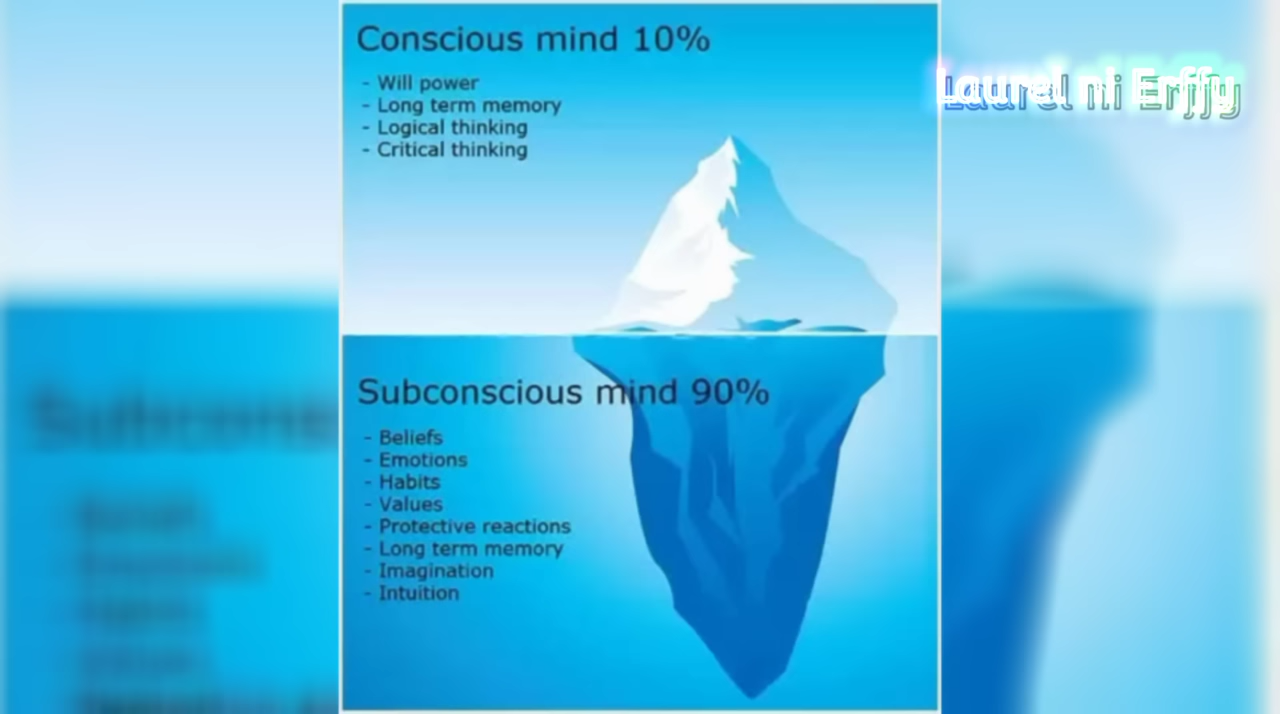 Conscious mind 10%
- Will power
- Long term memory
- Logical thinking
- Critical thinking
Laurel ni Erffy
Subconscious mind 90%
- Beliefs
- Emotions
- Habits
- Values
- Protective reactions
- Long term memory
- Imagination
- Intuition